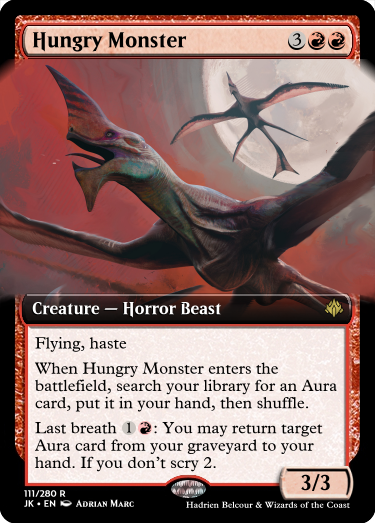 Hungry Monster 3
Creature — Horror Beast
Flying, haste
When Hungry Monster enters the
battlefield, search your library for an Aura
card, put it in your hand, then shuffle.
Last breath 1 : You may return target
Aura card from your graveyard to your
hand. If you don't scry 2.
3/3
111/280 R
JK • EN Adrian Marc
Hadrien Belcour & Wizards of the Coast